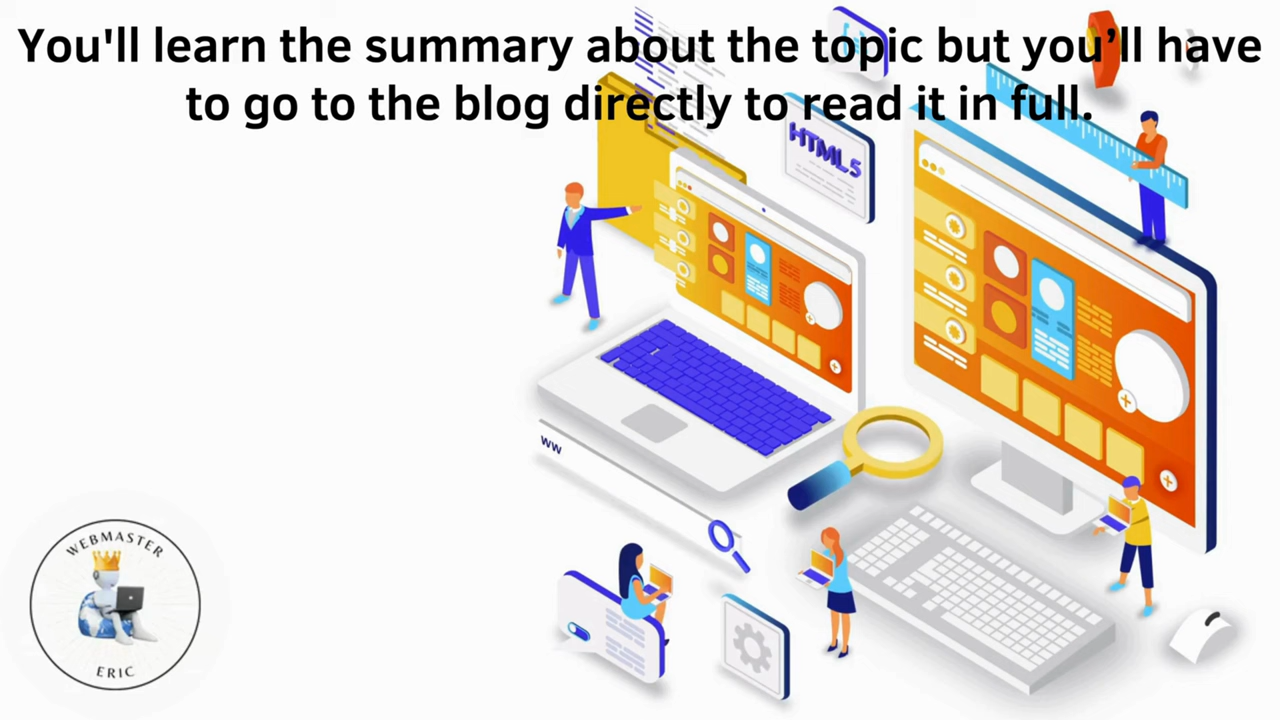 You'll learn the summary about the topic but you’ll have
to go to the blog directly to read it in full.
HTML5
WW
WEBMASTER
ERIC